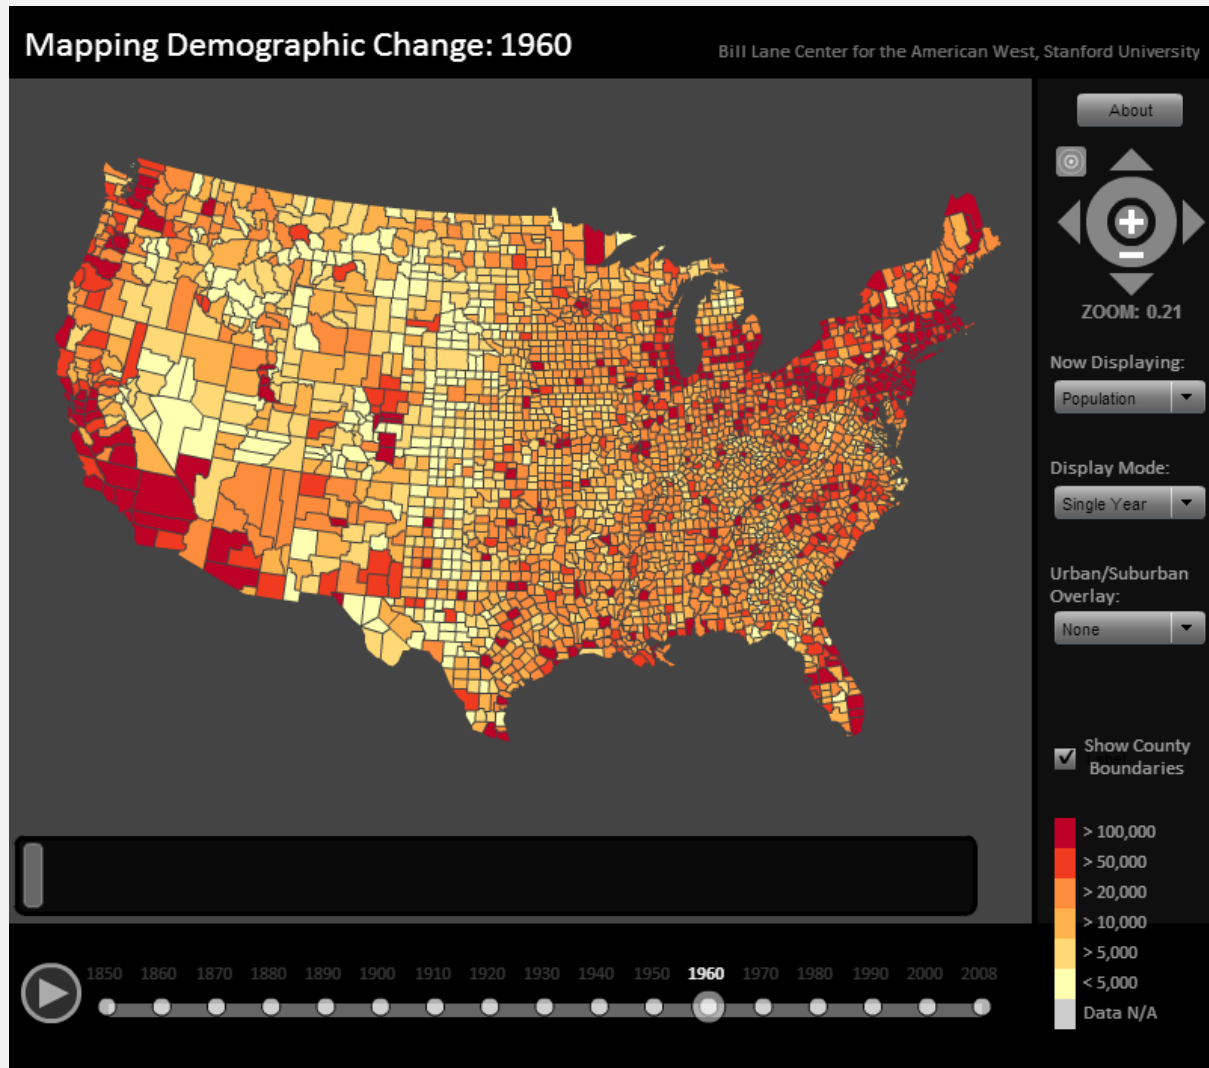 Mapping Demographic Change: 1960
Bill Lane Center for the American West, Stanford University
About
ZOOM: 0.21
Now Displaying:
Population
Display Mode:
Single Year
Urban/Suburban
Overlay:
None
Show County
Boundaries
> 100,000
> 50,000
> 20,000
> 10,000
> 5,000
< 5,000
Data N/A
1850 1860 1870 1880 1890 1900 1910 1920 1930 1940 1950 1960 1970 1980 1990 2000 2008